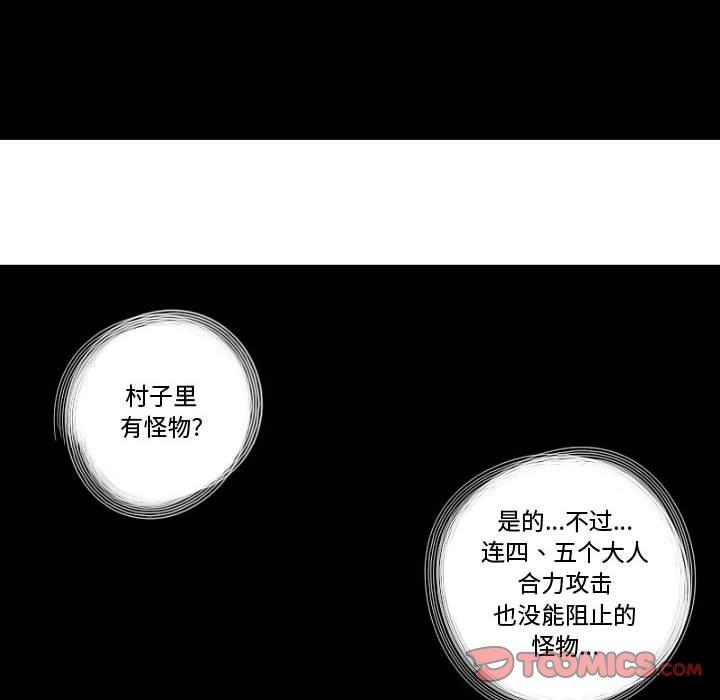 村子里
有怪物?
是的...不过...
连四、五个大人
合力攻击
也没能阻止的
怪物...
TOOMICS
TOOMICS.COM